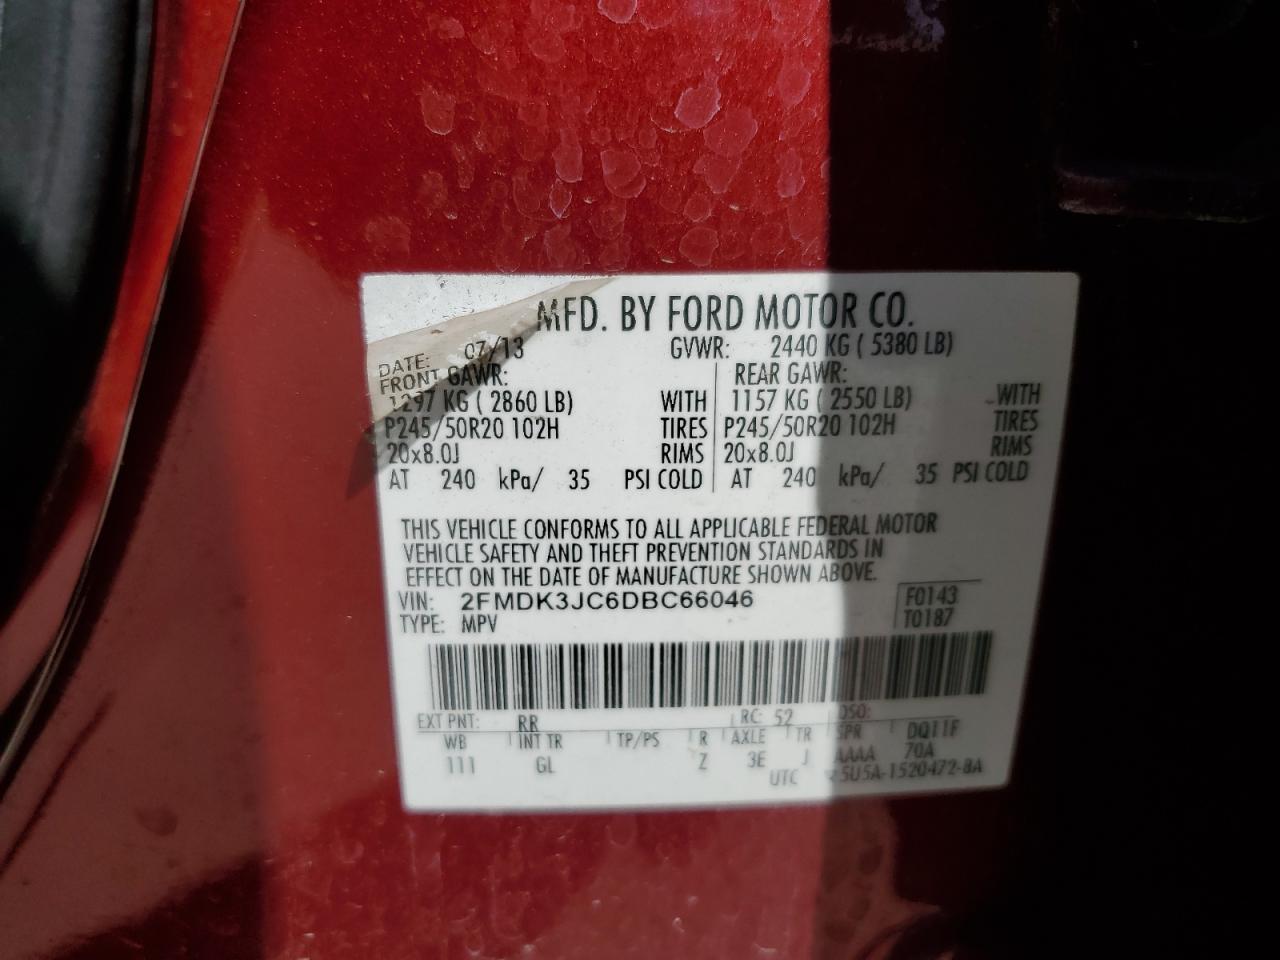 MFD. BY FORD MOTOR CO.
DATE: 07/13 GVWR: 2440 KG ( 5380 LB)
FRONT GAWR: REAR GAWR:
1297 KG ( 2860 LB) WITH 1157 KG ( 2550 LB) WITH
P245/50R20 102H TIRES P245/50R20 102H TIRES
20x8.0J RIMS 20x8.0J RIMS
AT 240 kPa/ 35 PSI COLD AT 240 kPa/ 35 PSI COLD
THIS VEHICLE CONFORMS TO ALL APPLICABLE FEDERAL MOTOR
VEHICLE SAFETY AND THEFT PREVENTION STANDARDS IN
EFFECT ON THE DATE OF MANUFACTURE SHOWN ABOVE.
VIN: 2FMDK3JC6DBC66046 F0143
TYPE: MPV T0187
EXT PNT: RR RC: 52 DSO:
WB INT TR TP/PS R AXLE TR SPR DQ11F
111 GL Z 3E J AAAA 70A
UTC 5U5A-1520472-BA